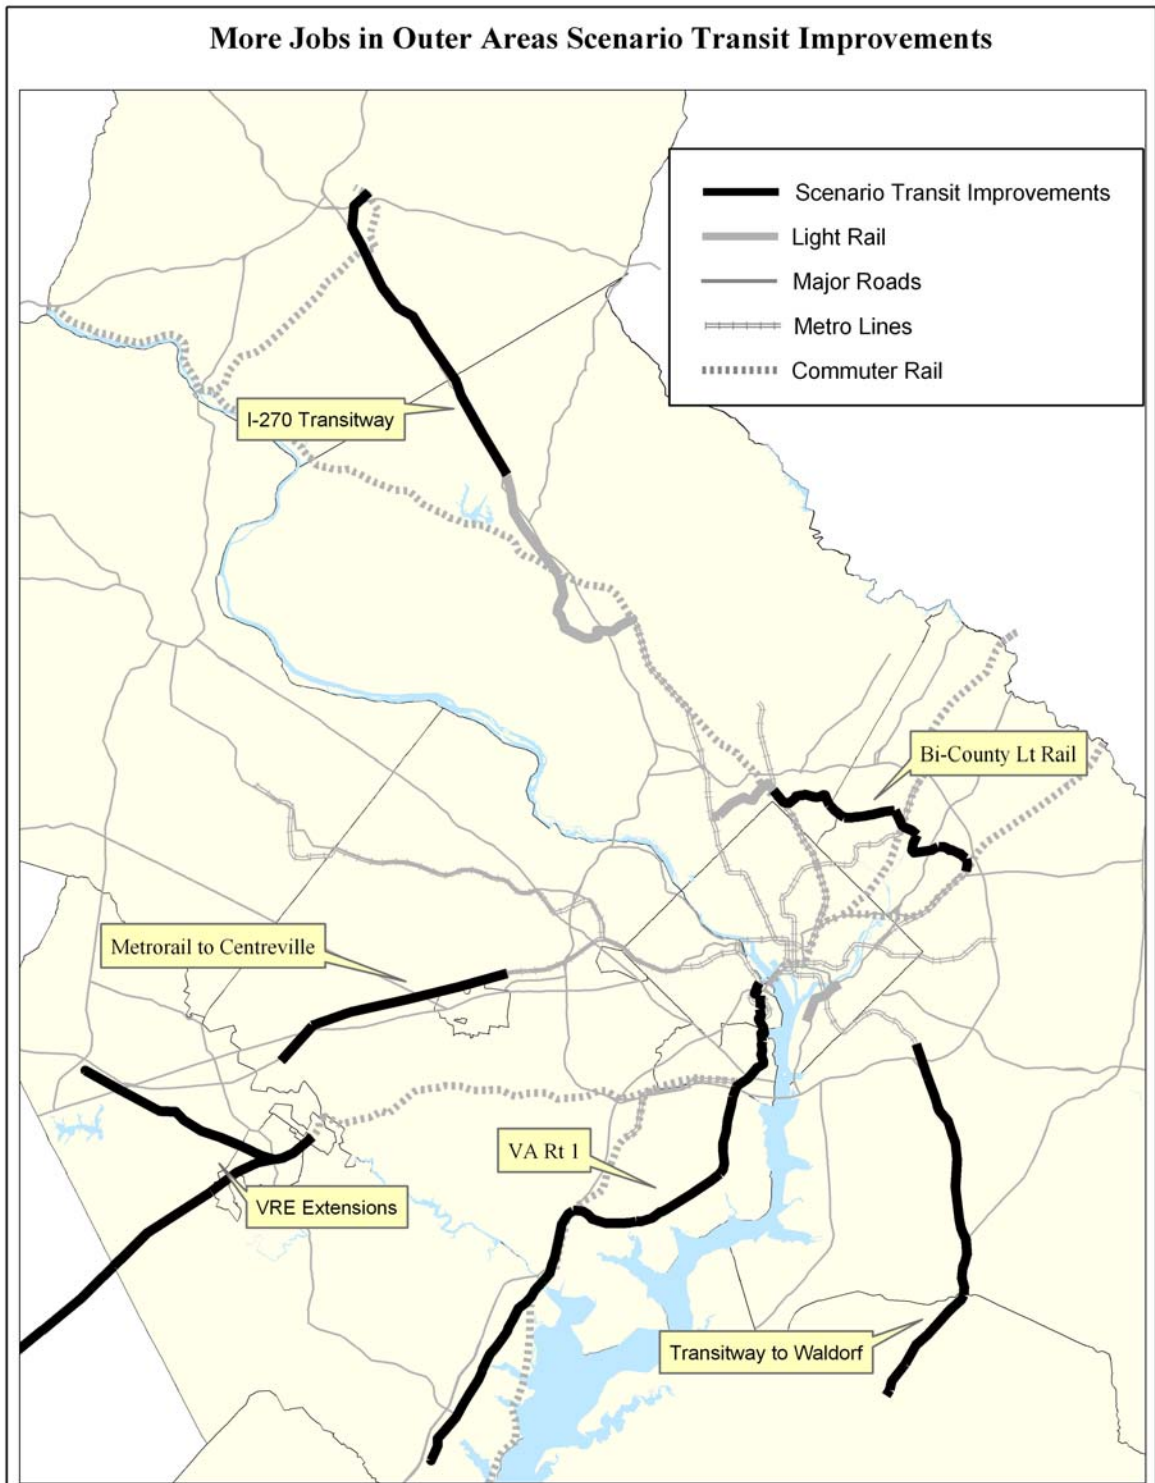 More Jobs in Outer Areas Scenario Transit Improvements
Scenario Transit Improvements
Light Rail
Major Roads
Metro Lines
Commuter Rail
I-270 Transitway
Bi-County Lt Rail
Metrorail to Centreville
VA Rt 1
VRE Extensions
Transitway to Waldorf